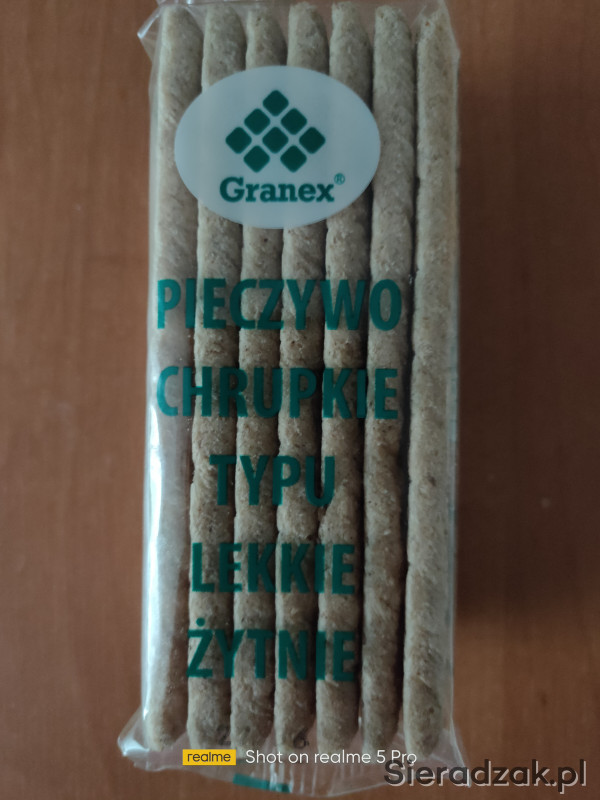 Granex®
PIECZYWO
CHRUPKIE
TYPU
LEKKIE
ŻYTNIE
realme Shot on realme 5 Pro
Sieradzak.pl